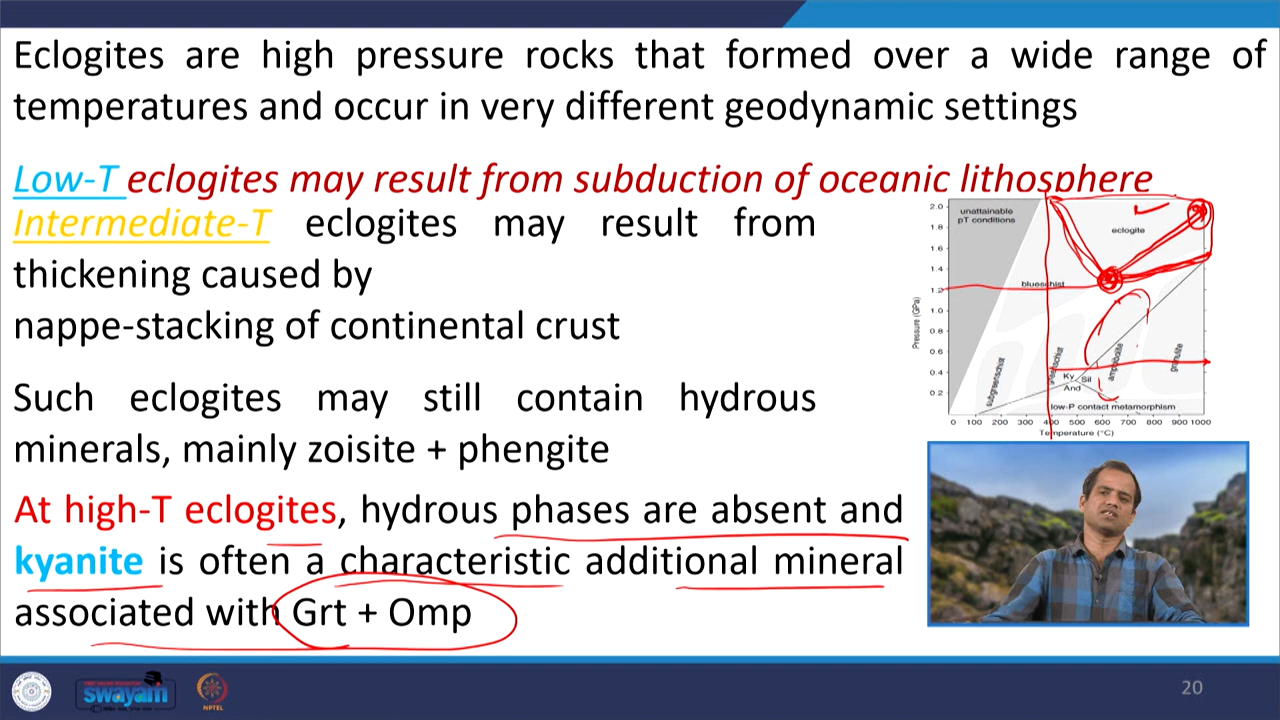 Eclogites are high pressure rocks that formed over a wide range of
temperatures and occur in very different geodynamic settings
Low-T eclogites may result from subduction of oceanic lithosphere
Intermediate-T eclogites may result from
thickening caused by
nappe-stacking of continental crust
Such eclogites may still contain hydrous
minerals, mainly zoisite + phengite
At high-T eclogites, hydrous phases are absent and
kyanite is often a characteristic additional mineral
associated with Grt + Omp
2.0
1.8
1.6
1.4
1.2
1.0
0.8
0.6
0.4
0.2
Pressure (GPa)
unattainable
pT conditions
eclogite
blueschist
subgreenschist
granulite
Ky
Sil
And
low-P contact metamorphism
0 100 200 300 400 500 600 700 800 900 1000
Temperature (°C)
swayam
NPTEL
20